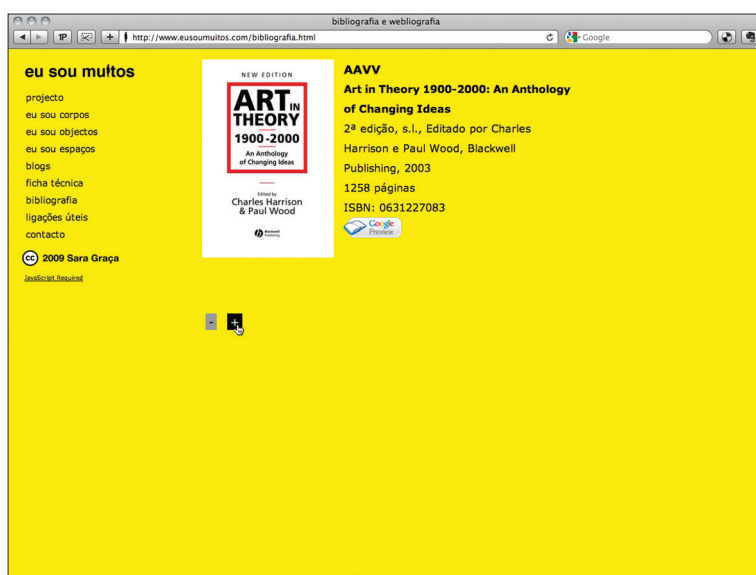 bibliografia e webliografia
1P
+
http://www.eusoumuitos.com/bibliografia.html
Google
eu sou muitos
projecto
eu sou corpos
eu sou objectos
eu sou espaços
blogs
ficha técnica
bibliografia
ligações úteis
contacto
cc 2009 Sara Graça
JavaScript Required
NEW EDITION
ART IN
THEORY
1900-2000
An Anthology
of Changing Ideas
Edited by
Charles Harrison
& Paul Wood
Blackwell
Publishing
AAVV
Art in Theory 1900-2000: An Anthology
of Changing Ideas
2ª edição, s.l., Editado por Charles
Harrison e Paul Wood, Blackwell
Publishing, 2003
1258 páginas
ISBN: 0631227083
Google
Preview
- +